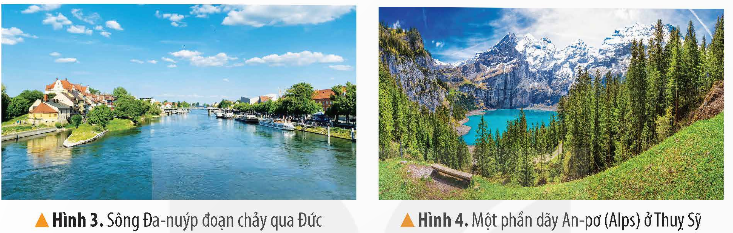 ▲ Hình 3. Sông Đa-nuýp đoạn chảy qua Đức
▲ Hình 4. Một phần dãy An-pơ (Alps) ở Thuỵ Sỹ